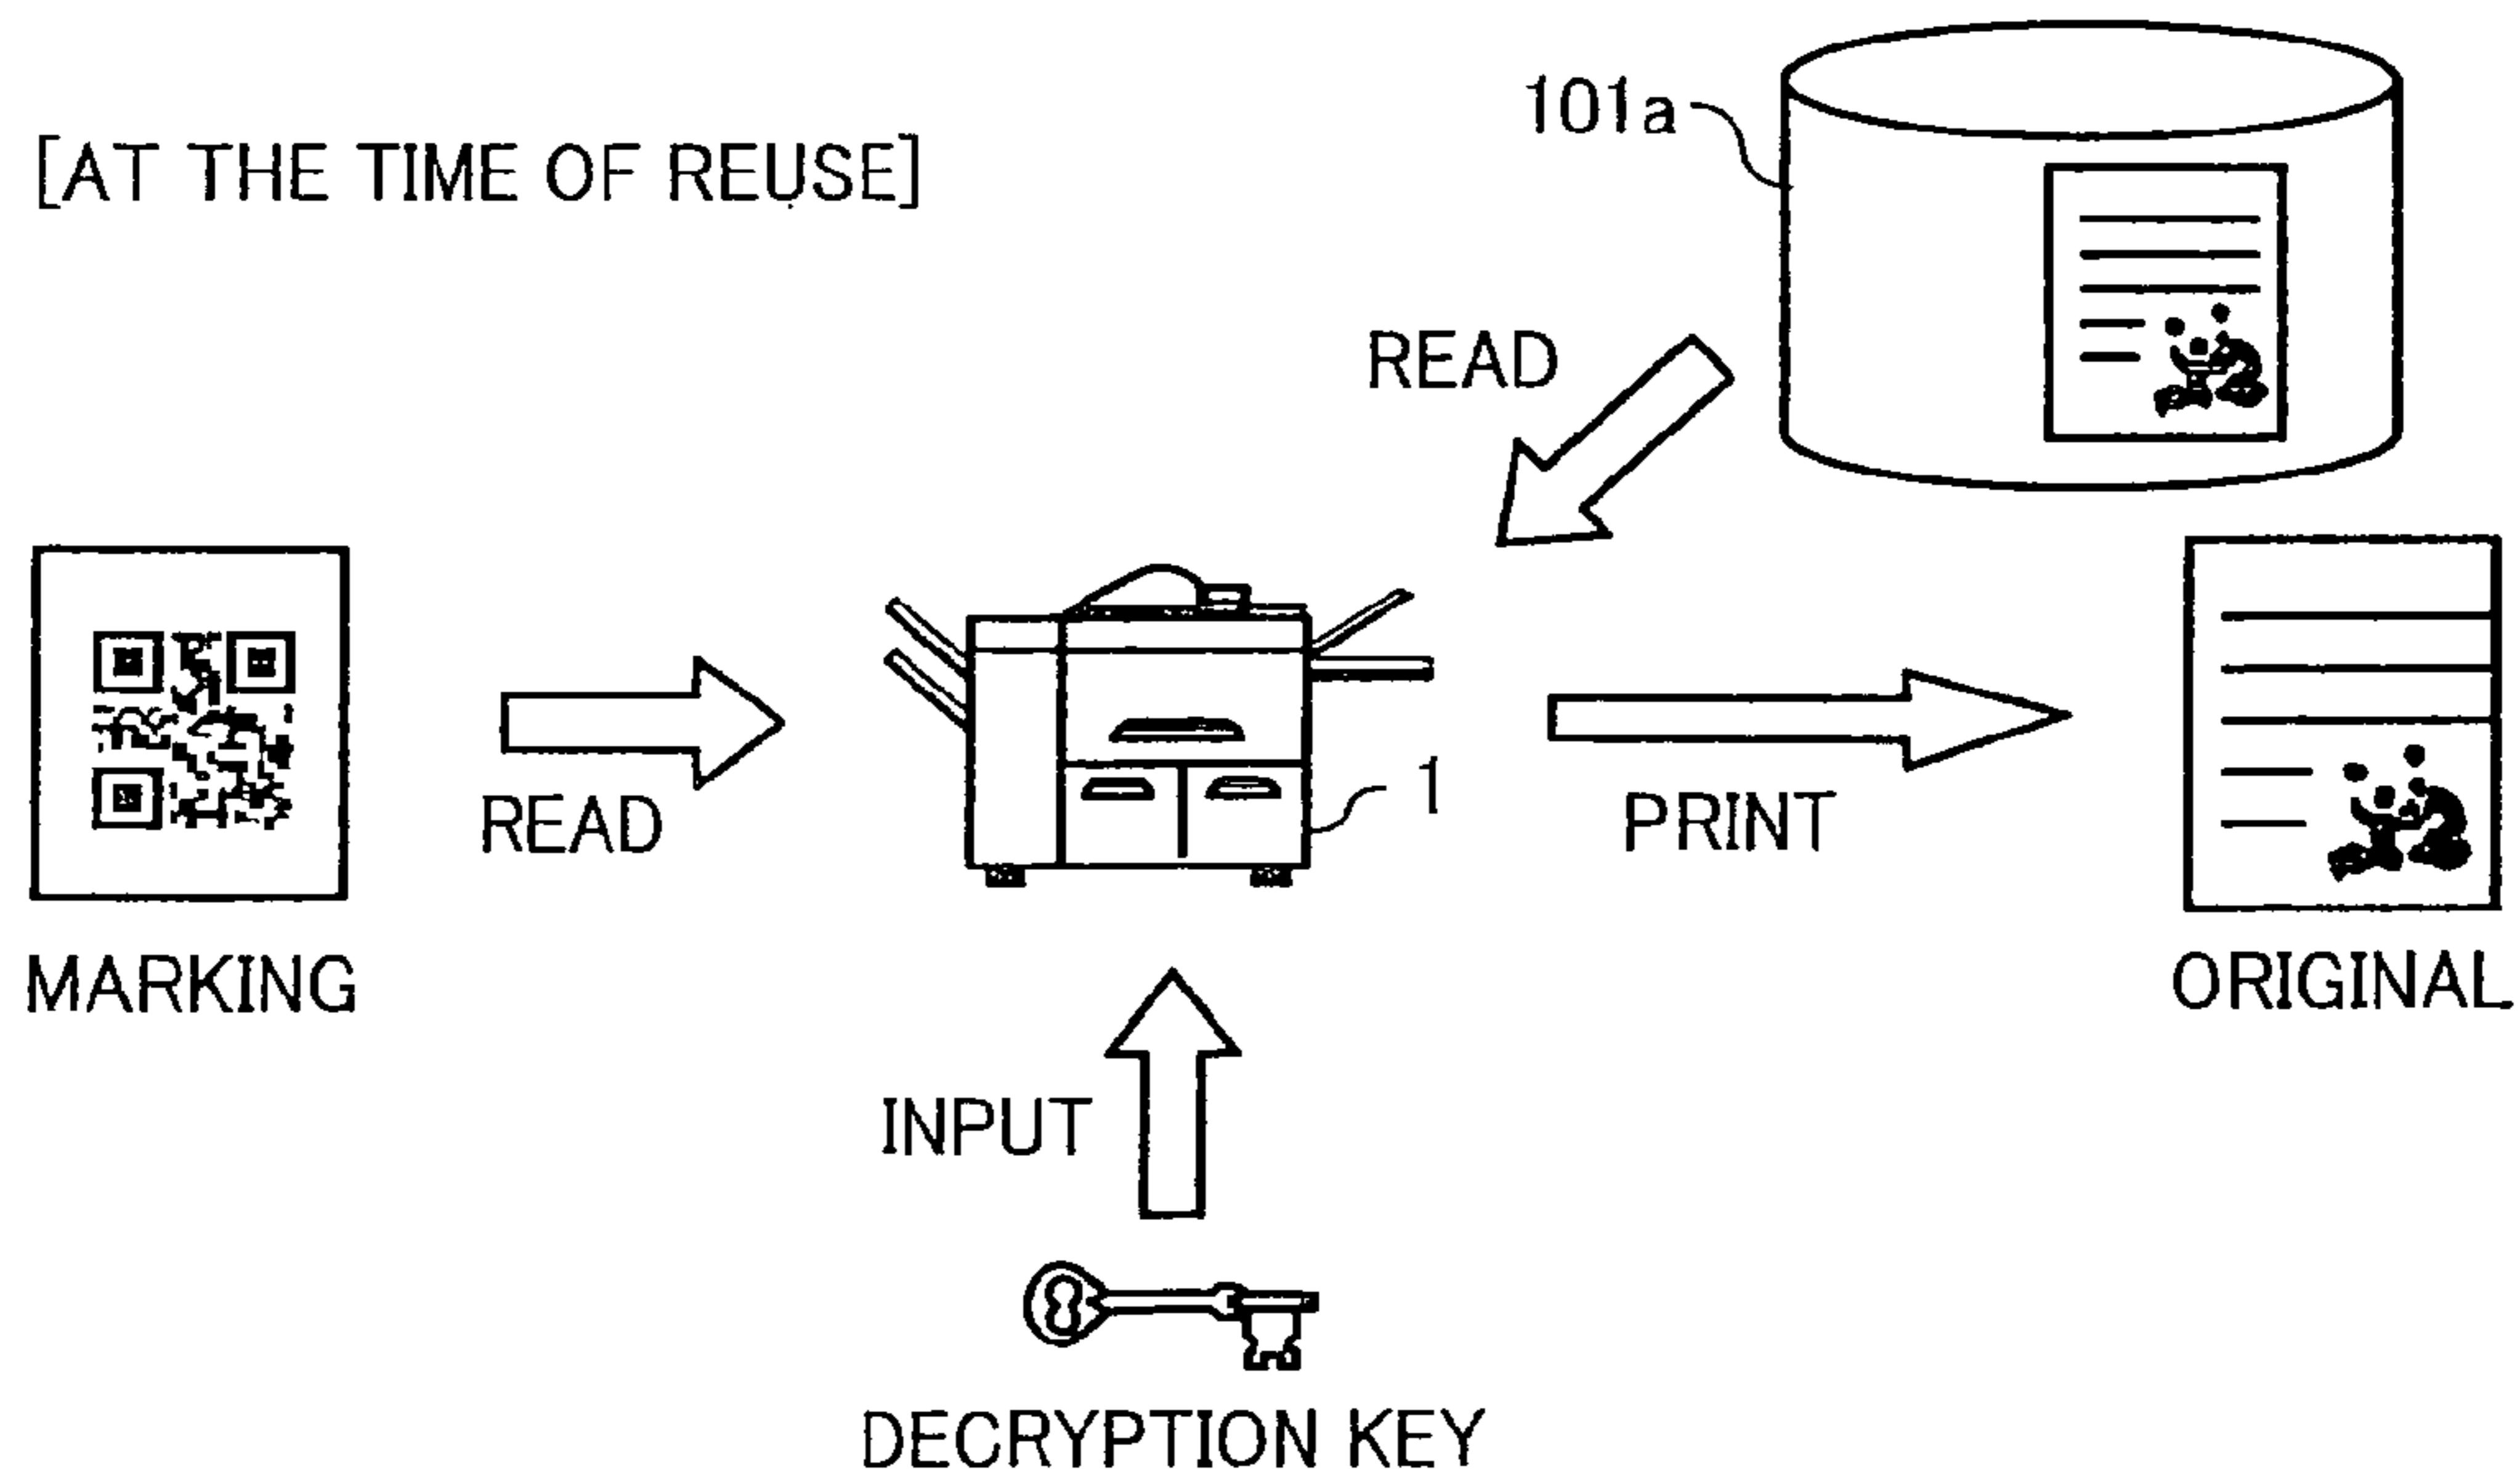 [AT THE TIME OF REUSE]
101a
READ
READ
1
PRINT
MARKING
ORIGINAL
INPUT
DECRYPTION KEY